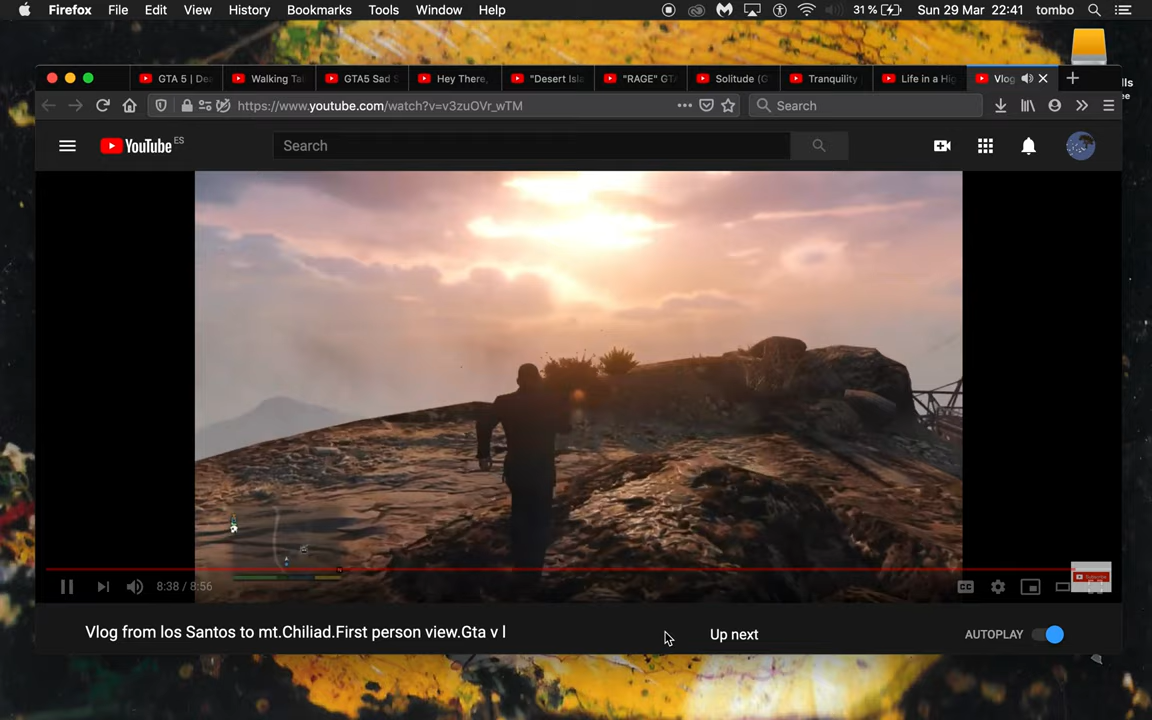 Firefox File Edit View History Bookmarks Tools Window Help 31 % Sun 29 Mar 22:41 tombo
GTA 5 | Dea Walking Ta GTA5 Sad S Hey There, "Desert Isl "RAGE" GT Solitude (G Tranquility Life in a Hig Vlog
https://www.youtube.com/watch?v=v3zuOVr_wTM Search
YouTube ES Search
8:38 / 8:56 CC
Vlog from los Santos to mt.Chiliad.First person view.Gta v l
Up next AUTOPLAY